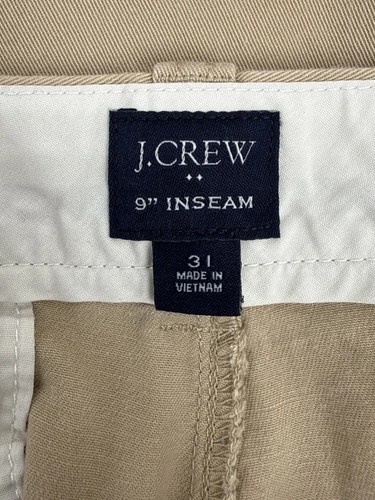 J.CREW
9” INSEAM
31
MADE IN
VIETNAM